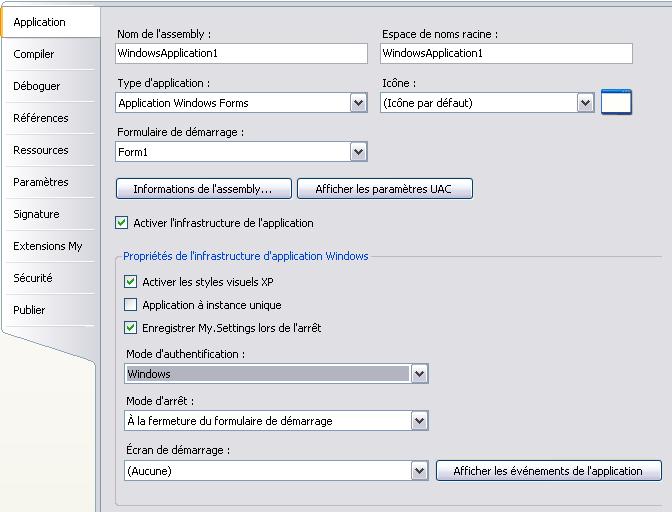 Application
Compiler
Déboguer
Références
Ressources
Paramètres
Signature
Extensions My
Sécurité
Publier
Nom de l'assembly :
Espace de noms racine :
WindowsApplication1
WindowsApplication1
Type d'application :
Icône :
Application Windows Forms
(Icône par défaut)
Formulaire de démarrage :
Form1
Informations de l'assembly...
Afficher les paramètres UAC
Activer l'infrastructure de l'application
Propriétés de l'infrastructure d'application Windows
Activer les styles visuels XP
Application à instance unique
Enregistrer My.Settings lors de l'arrêt
Mode d'authentification :
Windows
Mode d'arrêt :
À la fermeture du formulaire de démarrage
Écran de démarrage :
(Aucune)
Afficher les événements de l'application